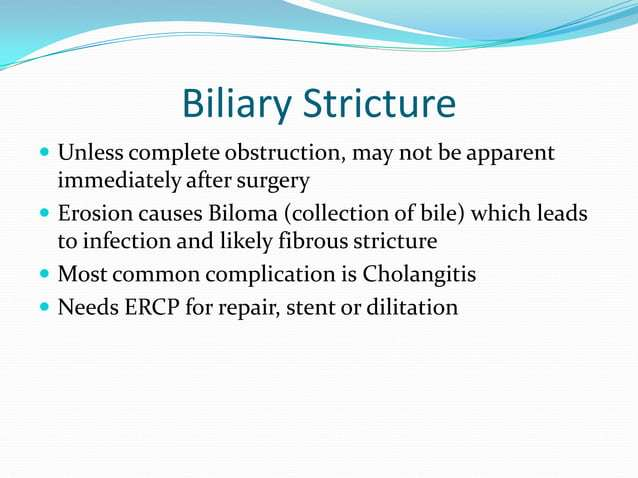 Biliary Stricture
Unless complete obstruction, may not be apparent
immediately after surgery
Erosion causes Biloma (collection of bile) which leads
to infection and likely fibrous stricture
Most common complication is Cholangitis
Needs ERCP for repair, stent or dilitation